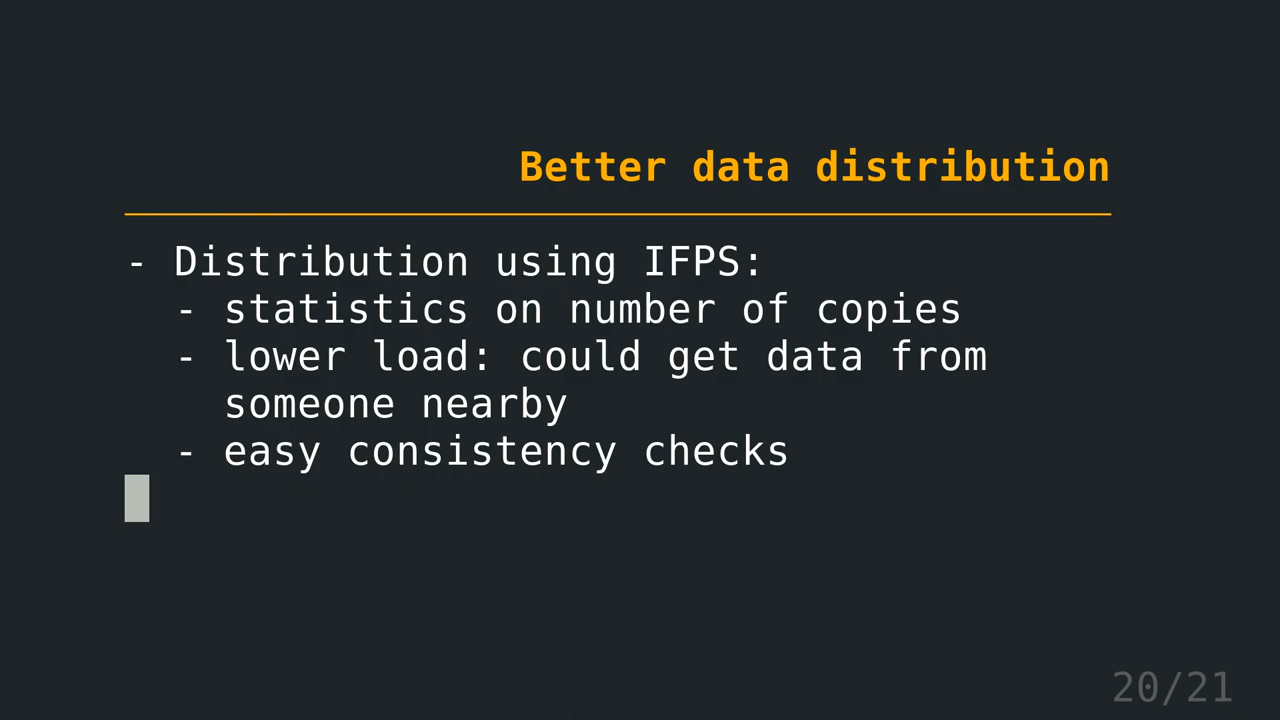 Better data distribution
- Distribution using IFPS:
- statistics on number of copies
- lower load: could get data from
someone nearby
- easy consistency checks
20/21